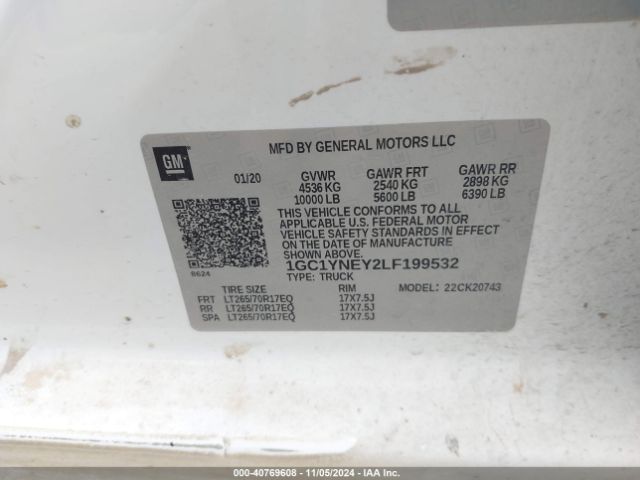 GM
MFD BY GENERAL MOTORS LLC
01/20
GVWR GAWR FRT GAWR RR
4536 KG 2540 KG 2898 KG
10000 LB 5600 LB 6390 LB
THIS VEHICLE CONFORMS TO ALL
APPLICABLE U.S. FEDERAL MOTOR
VEHICLE SAFETY STANDARDS IN EFFECT
ON THE DATE OF MANUFACTURE
SHOWN ABOVE.
1GC1YNEY2LF199532
TYPE: TRUCK
MODEL: 22CK20743
8624
TIRE SIZE RIM
FRT LT265/70R17EQ 17X7.5J
RR LT265/70R17EQ 17X7.5J
SPA LT265/70R17EQ 17X7.5J
000-40769608 - 11/05/2024 - IAA Inc.